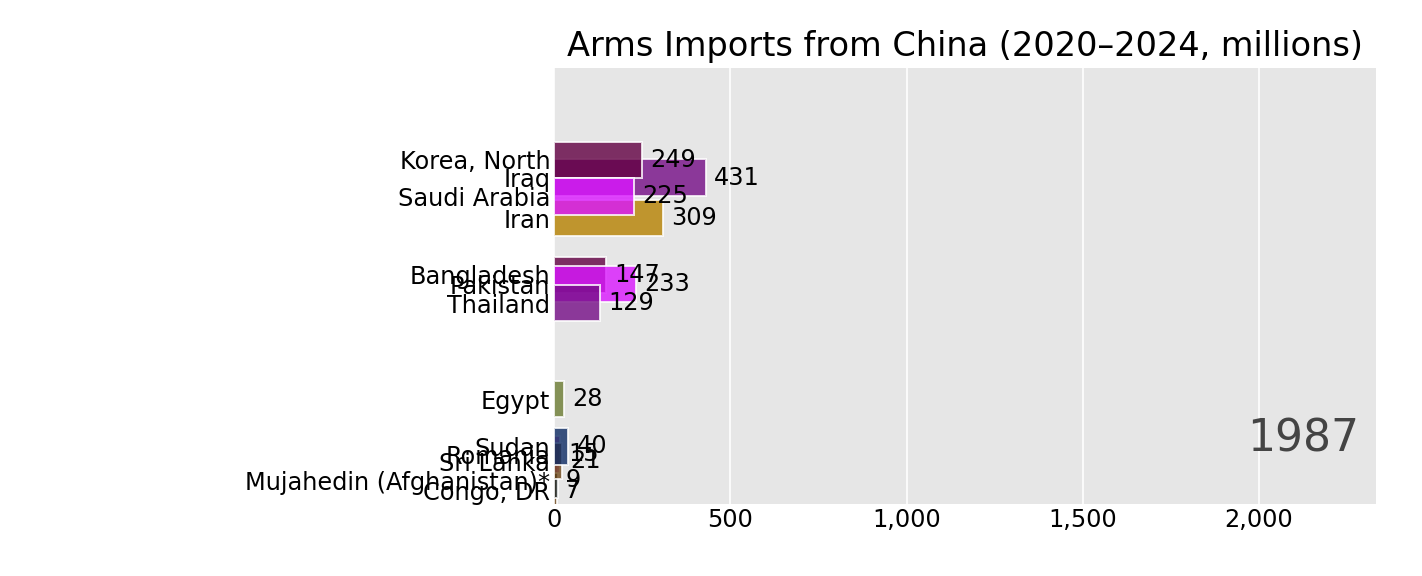 Arms Imports from China (2020–2024, millions)
Korea, North 249
Iraq 431
Saudi Arabia 225
Iran 309
Bangladesh 147
Pakistan 233
Thailand 129
Egypt 28
Sudan 40
Romania
Sri Lanka 21
Mujahedin (Afghanistan)* 9
Congo, DR 7
1987
0 500 1,000 1,500 2,000